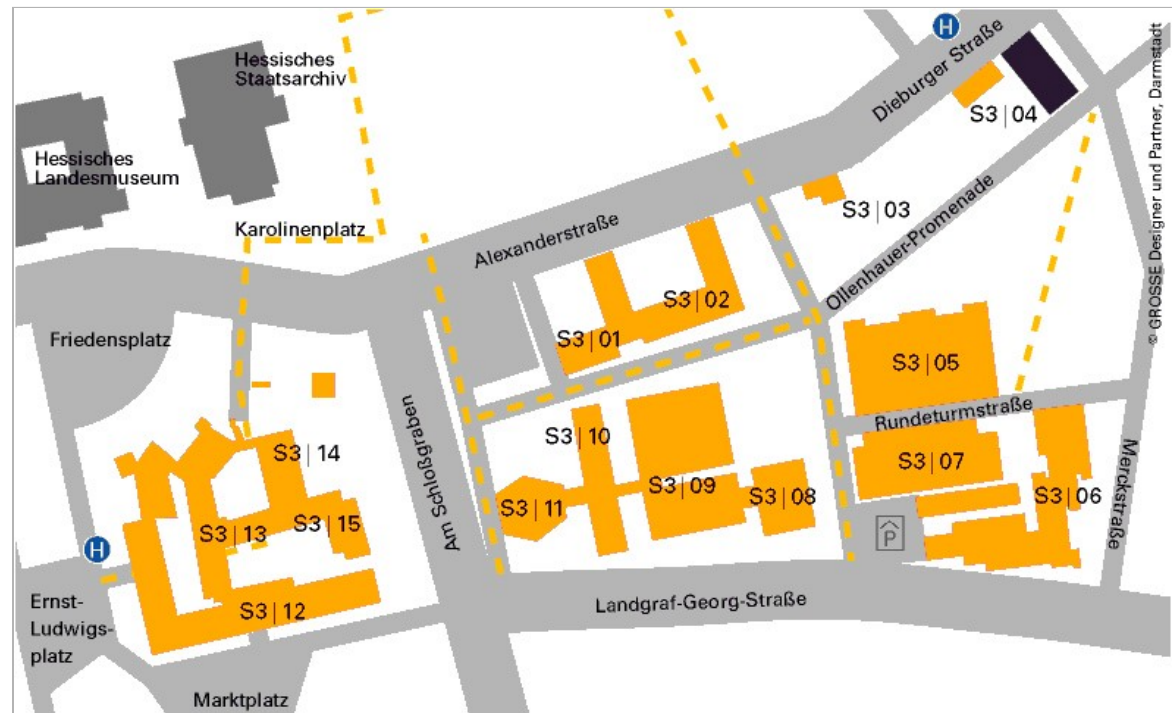 H
Hessisches
Staatsarchiv
Dieburger Straße
© GROSSE Designer und Partner, Darmstadt
S3|04
Hessisches
Landesmuseum
Karolinenplatz
S3|03
Ollenhauer-Promenade
Alexanderstraße
S3|02
S3|01
Friedensplatz
S3|05
Rundeturmstraße
S3|10
S3|14
S3|07
Am Schloßgraben
S3|09
S3|08
S3|06
Merckstraße
S3|11
S3|13
S3|15
P
H
Ernst-
Ludwigs-
platz
S3|12
Landgraf-Georg-Straße
Marktplatz